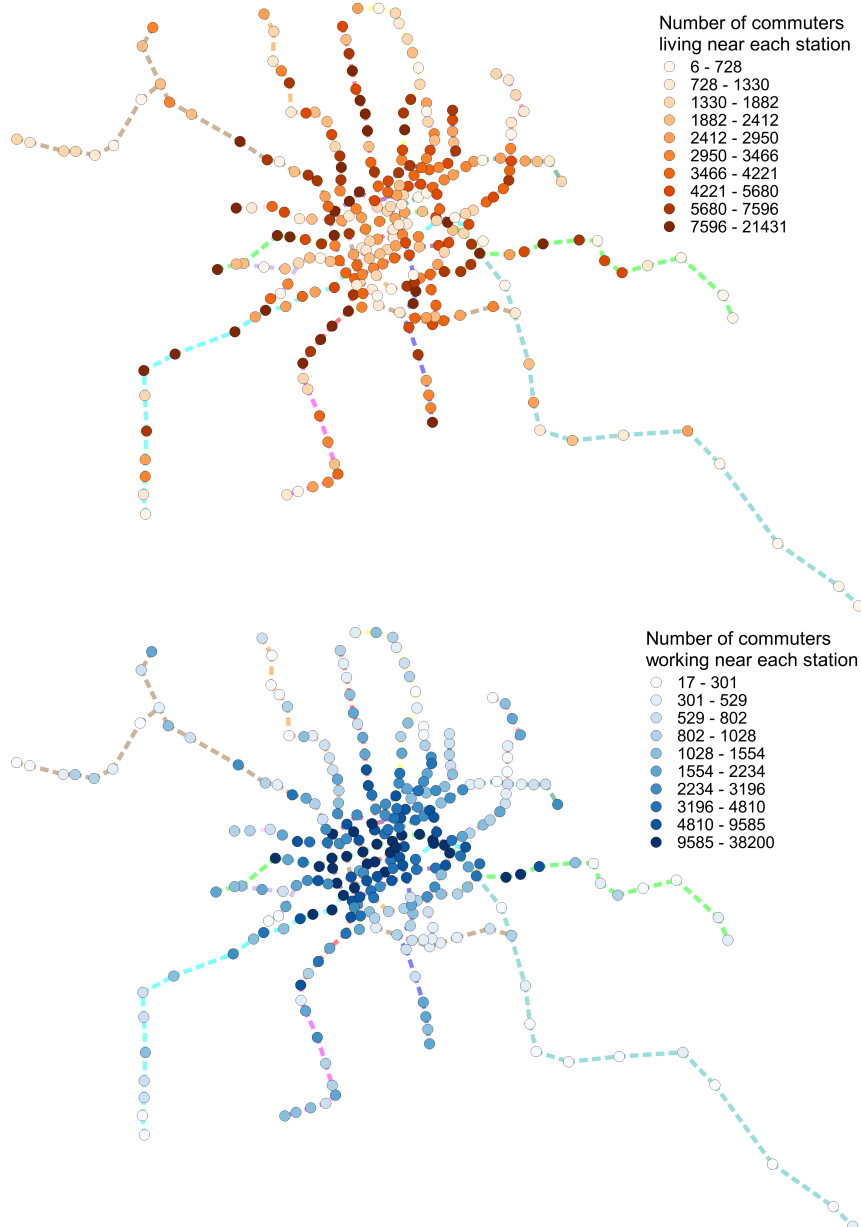 Number of commuters
living near each station
6 - 728
728 - 1330
1330 - 1882
1882 - 2412
2412 - 2950
2950 - 3466
3466 - 4221
4221 - 5680
5680 - 7596
7596 - 21431
Number of commuters
working near each station
17 - 301
301 - 529
529 - 802
802 - 1028
1028 - 1554
1554 - 2234
2234 - 3196
3196 - 4810
4810 - 9585
9585 - 38200